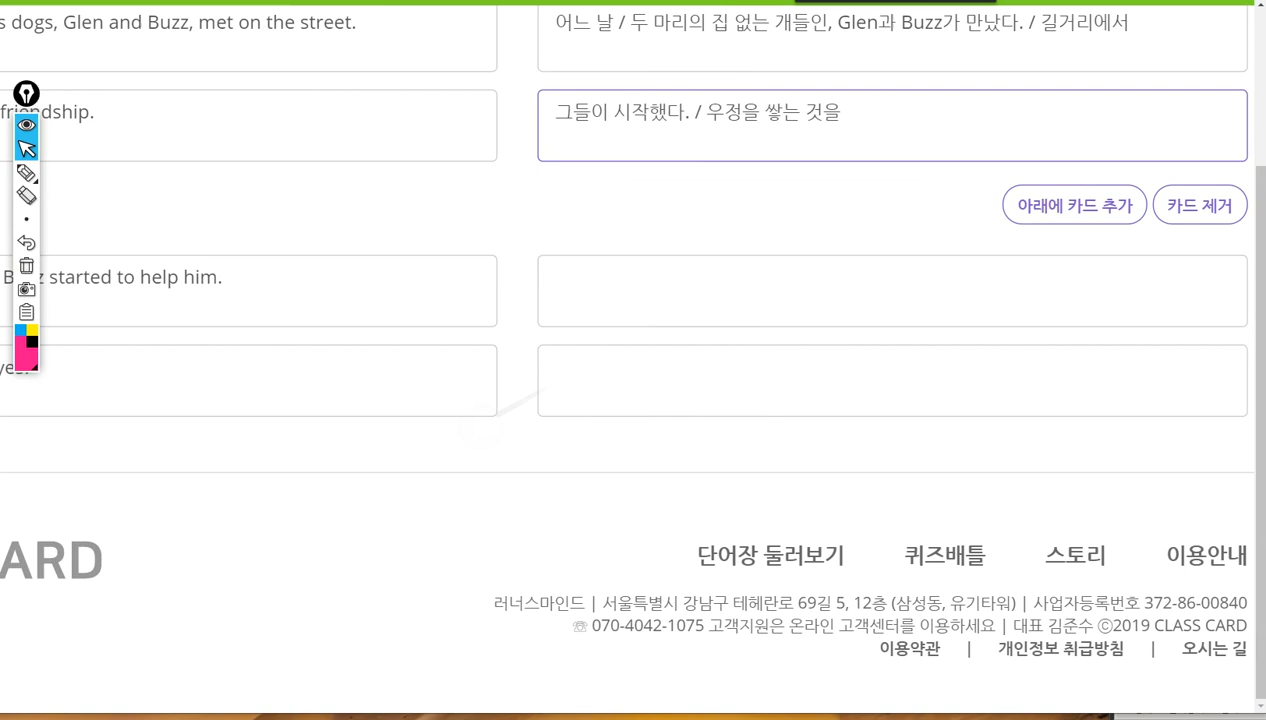 s dogs, Glen and Buzz, met on the street.
어느 날 / 두 마리의 집 없는 개들인, Glen과 Buzz가 만났다. / 길거리에서
friendship.
그들이 시작했다. / 우정을 쌓는 것을
아래에 카드 추가
카드 제거
started to help him.
ARD
단어장 둘러보기
퀴즈배틀
스토리
이용안내
러너스마인드 | 서울특별시 강남구 테헤란로 69길 5, 12층 (삼성동, 유기타워) | 사업자등록번호 372-86-00840
☏ 070-4042-1075 고객지원은 온라인 고객센터를 이용하세요 | 대표 김준수 ⓒ2019 CLASS CARD
이용약관 | 개인정보 취급방침 | 오시는 길